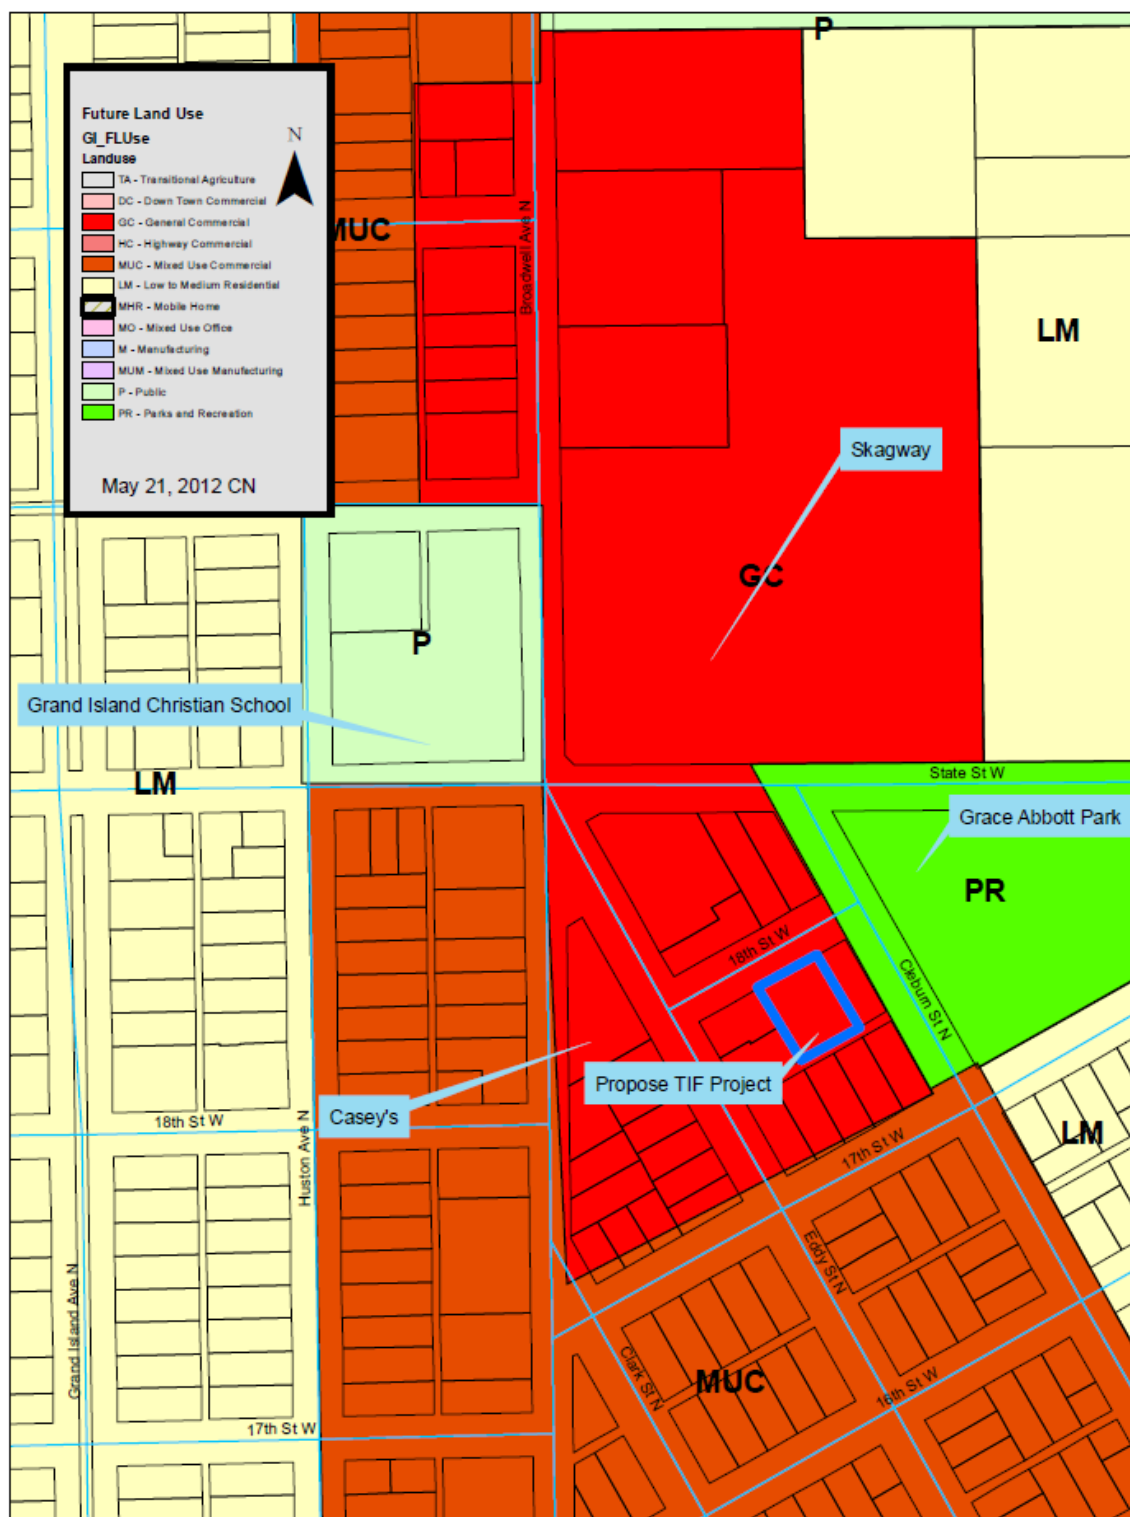 P
Future Land Use
GI_FLUse
Landuse
N
TA - Transitional Agriculture
DC - Down Town Commercial
GC - General Commercial
HC - Highway Commercial
MUC - Mixed Use Commercial
LM - Low to Medium Residential
MHR - Mobile Home
MO - Mixed Use Office
M - Manufacturing
MUM - Mixed Use Manufacturing
P - Public
PR - Parks and Recreation
May 21, 2012 CN
MUC
Broadwell Ave N
LM
Skagway
GC
P
Grand Island Christian School
LM
State St W
Grace Abbott Park
PR
18th St W
Cleburn St N
Propose TIF Project
Casey's
18th St W
Huston Ave N
17th St W
LM
Eddy St N
Grand Island Ave N
Clark St N
MUC
16th St W
17th St W